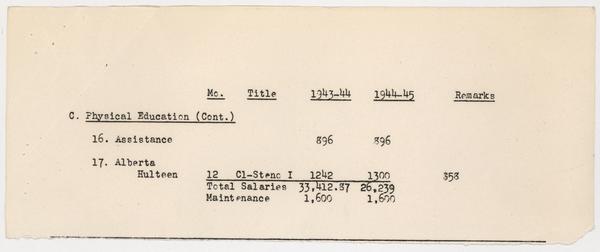 Mo. Title 1943-44 1944-45 Remarks
C. Physical Education (Cont.)
16. Assistance 896 896
17. Alberta
Hulteen 12 Cl-Steno I 1242 1300 $58
Total Salaries 33,412.87 26,239
Maintenance 1,600 1,600